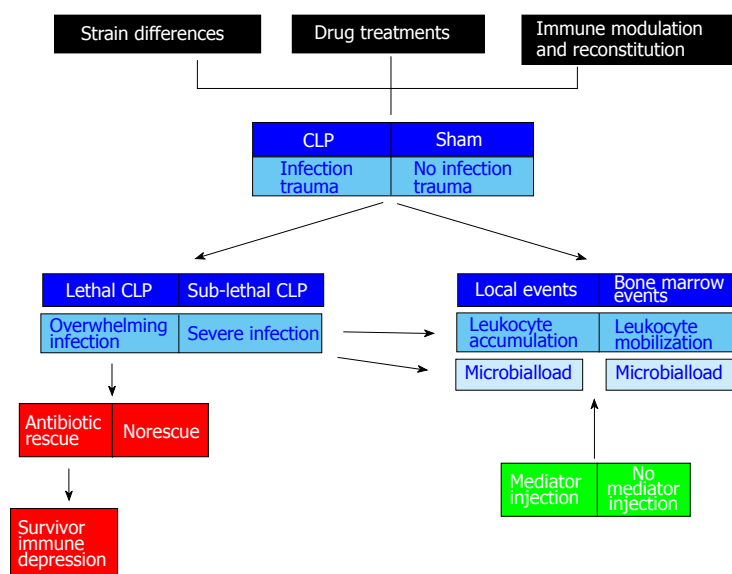 Strain differences
Drug treatments
Immune modulation
and reconstitution
CLP
Sham
Infection
trauma
No infection
trauma
Lethal CLP
Sub-lethal CLP
Overwhelming
infection
Severe infection
Local events
Bone marrow
events
Leukocyte
accumulation
Leukocyte
mobilization
Microbialload
Microbialload
Antibiotic
rescue
Norescue
Mediator
injection
No
mediator
injection
Survivor
immune
depression